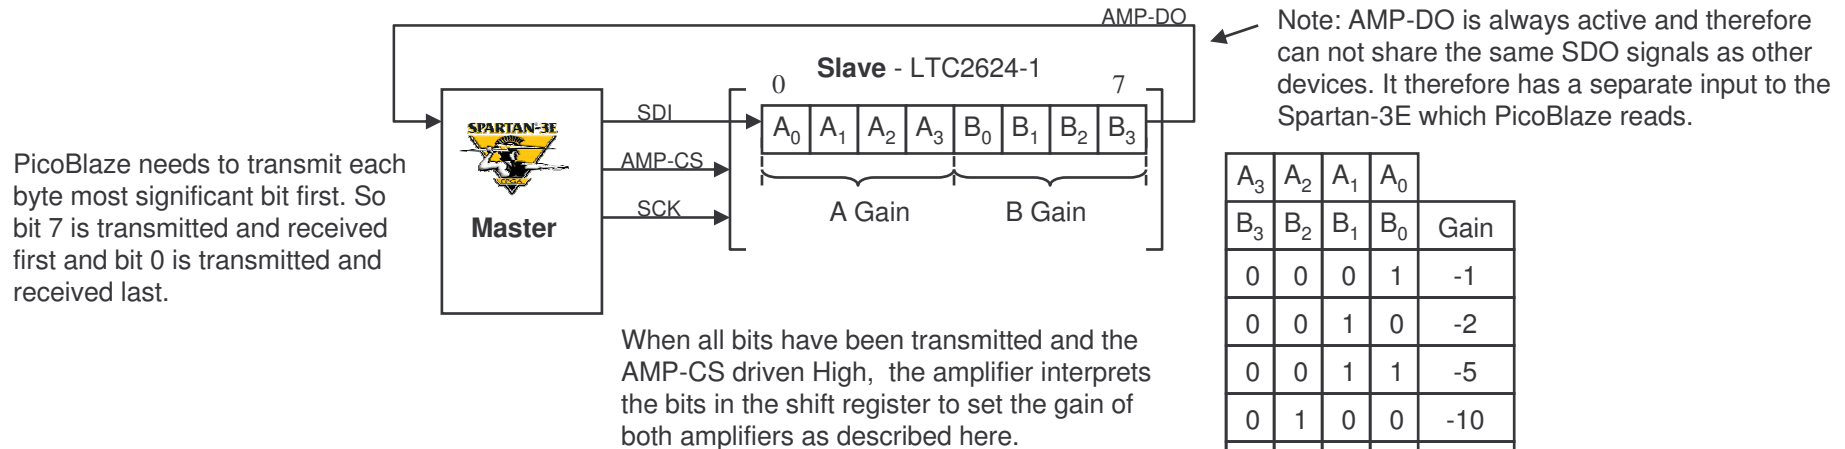 AMP-DO
Note: AMP-DO is always active and therefore
can not share the same SDO signals as other
devices. It therefore has a separate input to the
Spartan-3E which PicoBlaze reads.
Slave - LTC2624-1
0 7
SPARTAN-3E
SDI
A0 A1 A2 A3 B0 B1 B2 B3
AMP-CS
SCK
Master
A Gain B Gain
PicoBlaze needs to transmit each
byte most significant bit first. So
bit 7 is transmitted and received
first and bit 0 is transmitted and
received last.
When all bits have been transmitted and the
AMP-CS driven High, the amplifier interprets
the bits in the shift register to set the gain of
both amplifiers as described here.
A3 A2 A1 A0
B3 B2 B1 B0 Gain
0 0 0 1 -1
0 0 1 0 -2
0 0 1 1 -5
0 1 0 0 -10